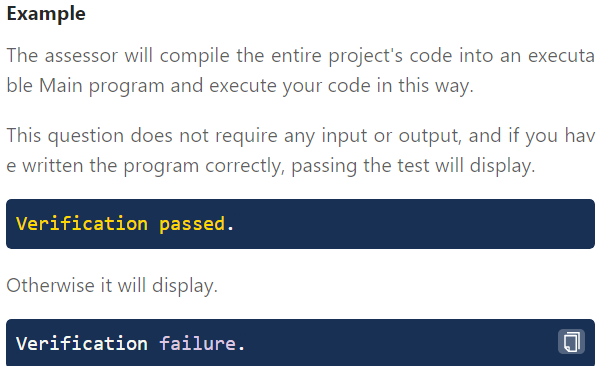 Example
The assessor will compile the entire project's code into an executa
ble Main program and execute your code in this way.
This question does not require any input or output, and if you hav
e written the program correctly, passing the test will display.
Verification passed.
Otherwise it will display.
Verification failure.